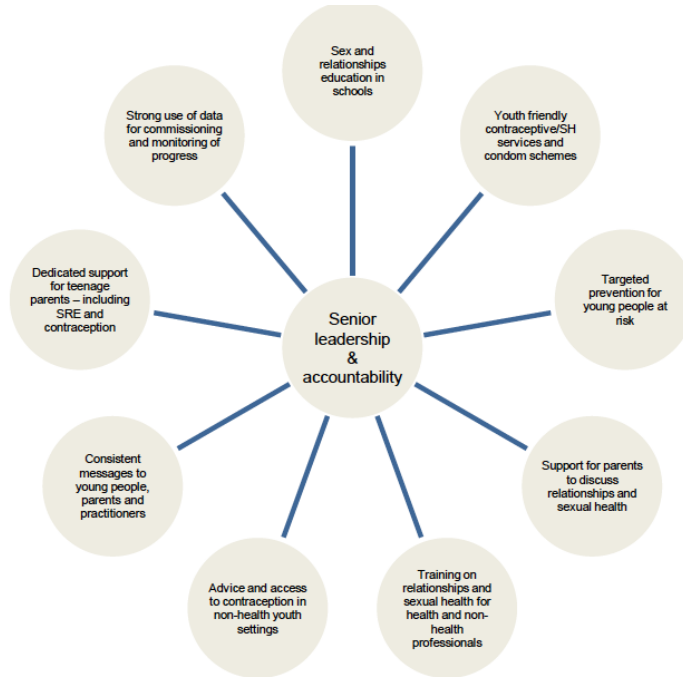 Sex and
relationships
education in
schools
Youth friendly
contraceptive/SH
services and
condom schemes
Targeted
prevention for
young people at
risk
Support for parents
to discuss
relationships and
sexual health
Training on
relationships and
sexual health for
health and non-
health
professionals
Advice and access
to contraception in
non-health youth
settings
Consistent
messages to
young people,
parents and
practitioners
Dedicated support
for teenage
parents – including
SRE and
contraception
Strong use of data
for commissioning
and monitoring of
progress
Senior
leadership
&
accountability